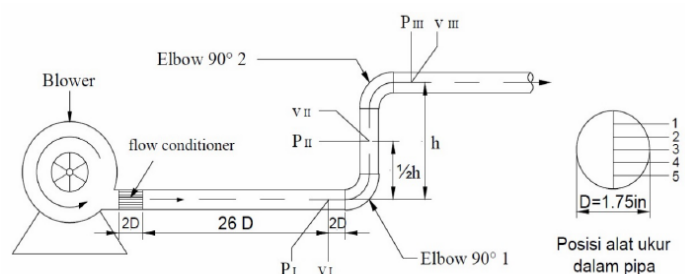 P III v III
Elbow 90° 2
Blower
v II
P II
h
½h
flow conditioner
1
2
3
4
5
2D
26 D
2D
D=1.75in
Elbow 90° 1
P I v I
Posisi alat ukur
dalam pipa